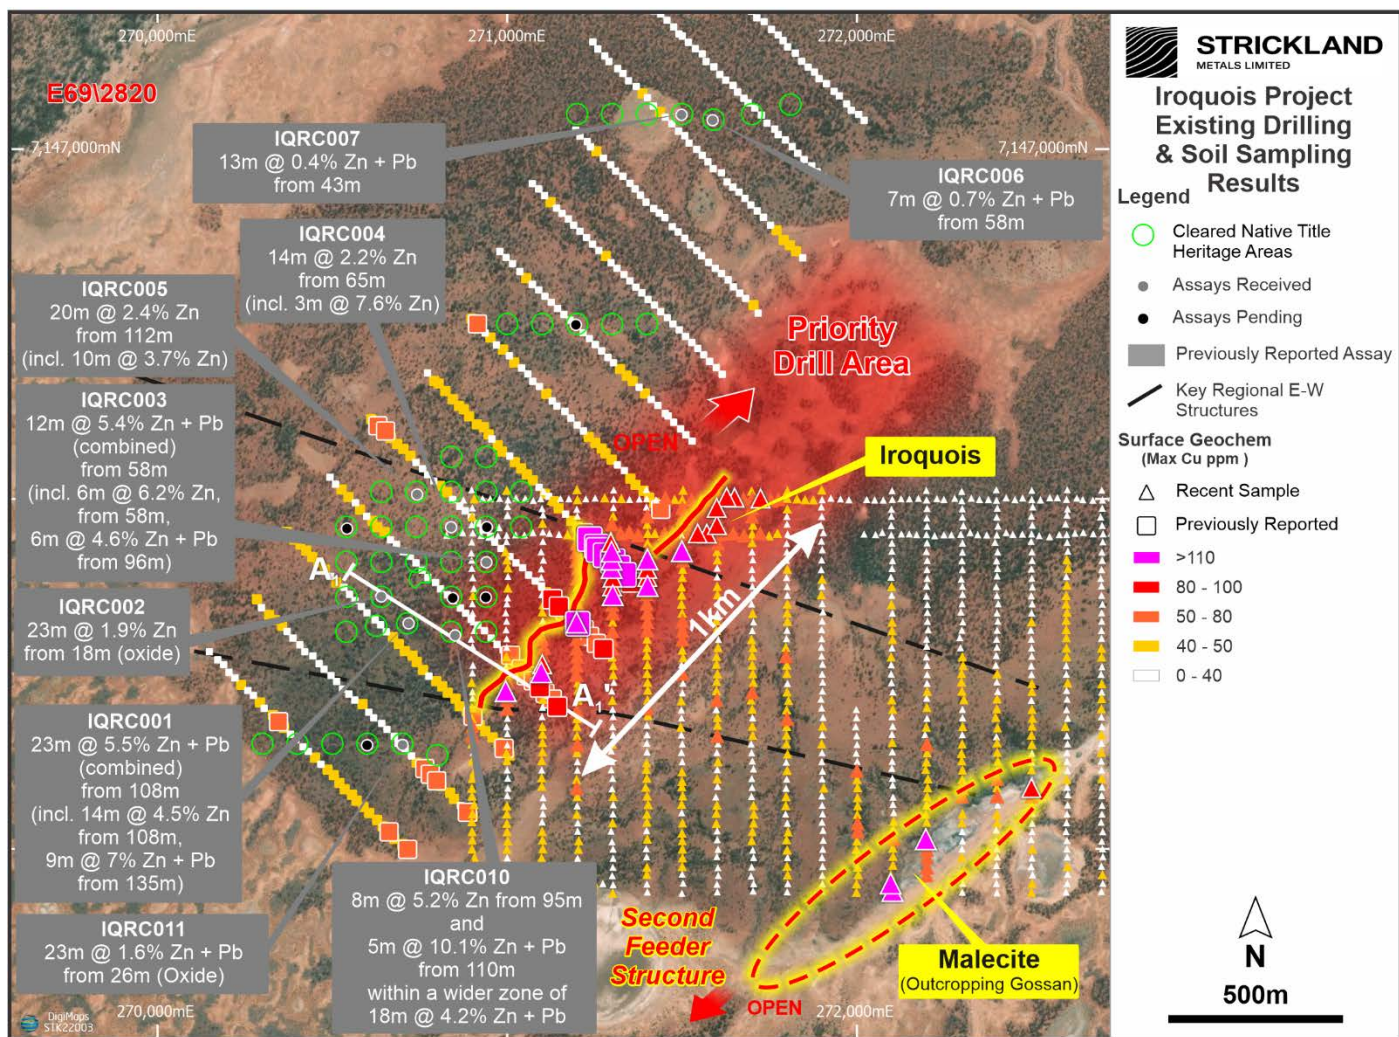 270,000mE
271,000mE
272,000mE
E69\2820
7,147,000mN
7,147,000mN
IQRC007
13m @ 0.4% Zn + Pb
from 43m
IQRC006
7m @ 0.7% Zn + Pb
from 58m
IQRC004
14m @ 2.2% Zn
from 65m
(incl. 3m @ 7.6% Zn)
IQRC005
20m @ 2.4% Zn
from 112m
(incl. 10m @ 3.7% Zn)
IQRC003
12m @ 5.4% Zn + Pb
(combined)
from 58m
(incl. 6m @ 6.2% Zn,
from 58m,
6m @ 4.6% Zn + Pb
from 96m)
IQRC002
23m @ 1.9% Zn
from 18m (oxide)
IQRC001
23m @ 5.5% Zn + Pb
(combined)
from 108m
(incl. 14m @ 4.5% Zn
from 108m,
9m @ 7% Zn + Pb
from 135m)
IQRC011
23m @ 1.6% Zn + Pb
from 26m (Oxide)
IQRC010
8m @ 5.2% Zn from 95m
and
5m @ 10.1% Zn + Pb
from 110m
within a wider zone of
18m @ 4.2% Zn + Pb
Priority
Drill Area
OPEN
Iroquois
1km
A
A'
Second
Feeder
Structure
OPEN
Malecite
(Outcropping Gossan)
DigiMaps
STK22003
270,000mE
272,000mE
STRICKLAND
METALS LIMITED
Iroquois Project
Existing Drilling
& Soil Sampling
Results
Legend
Cleared Native Title
Heritage Areas
Assays Received
Assays Pending
Previously Reported Assay
Key Regional E-W
Structures
Surface Geochem
(Max Cu ppm )
Recent Sample
Previously Reported
>110
80 - 100
50 - 80
40 - 50
0 - 40
N
500m